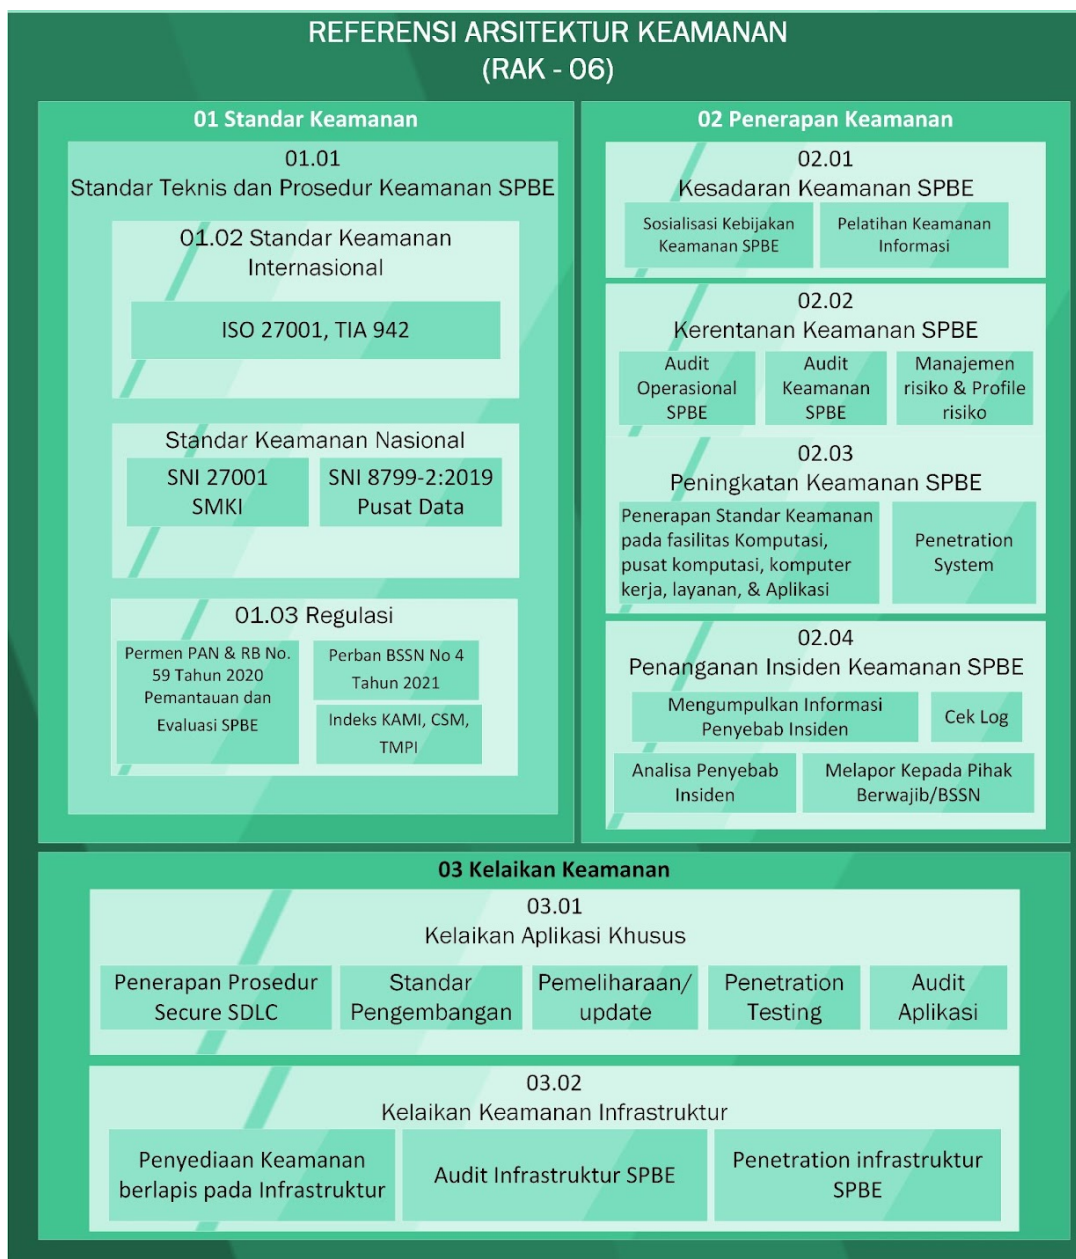 REFERENSI ARSITEKTUR KEAMANAN
(RAK - 06)
01 Standar Keamanan
01.01
Standar Teknis dan Prosedur Keamanan SPBE
01.02 Standar Keamanan
Internasional
ISO 27001, TIA 942
Standar Keamanan Nasional
SNI 27001
SMKI
SNI 8799-2:2019
Pusat Data
01.03 Regulasi
Permen PAN & RB No.
59 Tahun 2020
Pemantauan dan
Evaluasi SPBE
Perban BSSN No 4
Tahun 2021
Indeks KAMI, CSM,
TMPI
02 Penerapan Keamanan
02.01
Kesadaran Keamanan SPBE
Sosialisasi Kebijakan
Keamanan SPBE
Pelatihan Keamanan
Informasi
02.02
Kerentanan Keamanan SPBE
Audit
Operasional
SPBE
Audit
Keamanan
SPBE
Manajemen
risiko & Profile
risiko
02.03
Peningkatan Keamanan SPBE
Penerapan Standar Keamanan
pada fasilitas Komputasi,
pusat komputasi, komputer
kerja, layanan, & Aplikasi
Penetration
System
02.04
Penanganan Insiden Keamanan SPBE
Mengumpulkan Informasi
Penyebab Insiden
Cek Log
Analisa Penyebab
Insiden
Melapor Kepada Pihak
Berwajib/BSSN
03 Kelaikan Keamanan
03.01
Kelaikan Aplikasi Khusus
Penerapan Prosedur
Secure SDLC
Standar
Pengembangan
Pemeliharaan/
update
Penetration
Testing
Audit
Aplikasi
03.02
Kelaikan Keamanan Infrastruktur
Penyediaan Keamanan
berlapis pada Infrastruktur
Audit Infrastruktur SPBE
Penetration infrastruktur
SPBE